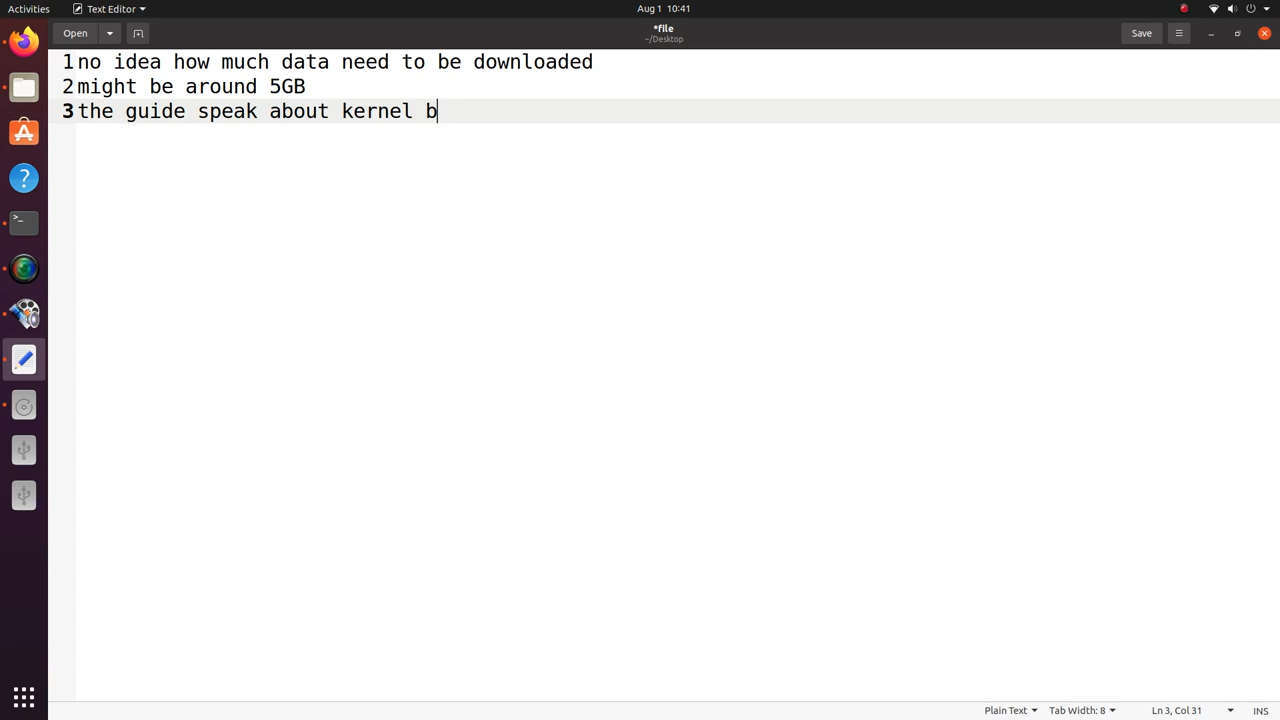 Activities Text Editor Aug 1 10:41
Open *file Save
~/Desktop
1 no idea how much data need to be downloaded
2 might be around 5GB
3 the guide speak about kernel b
Plain Text Tab Width: 8 Ln 3, Col 31 INS